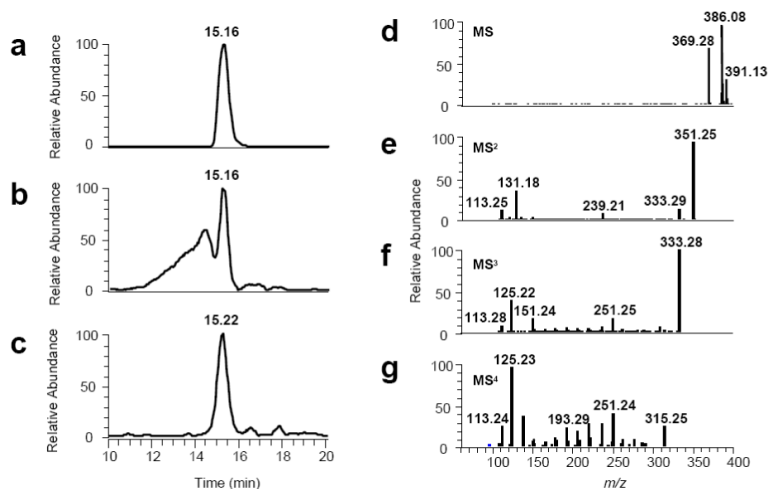 a
Relative Abundance
100
50
0
15.16
b
Relative Abundance
100
50
0
15.16
c
Relative Abundance
100
50
0
15.22
10 12 14 16 18 20
Time (min)
Relative Abundance
d
MS
100
50
0
369.28
386.08
391.13
e
MS²
100
50
0
113.25
131.18
239.21
333.29
351.25
f
MS³
100
50
0
113.28
125.22
151.24
251.25
333.28
g
MS⁴
100
50
0
113.24
125.23
193.29
251.24
315.25
100 150 200 250 300 350 400
m/z